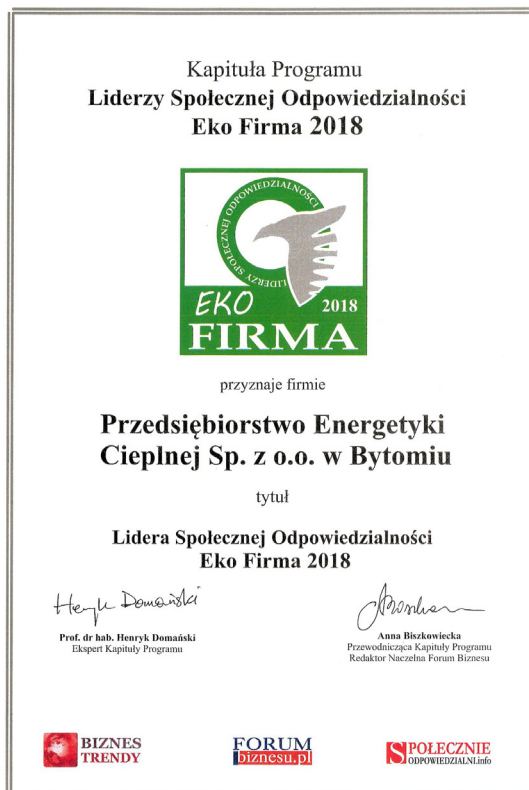 Kapituła Programu
Liderzy Społecznej Odpowiedzialności
Eko Firma 2018
LIDERZY SPOŁECZNEJ ODPOWIEDZIALNOŚCI
EKO 2018
FIRMA
przyznaje firmie
Przedsiębiorstwo Energetyki
Cieplnej Sp. z o.o. w Bytomiu
tytuł
Lidera Społecznej Odpowiedzialności
Eko Firma 2018
Henryk Domański
Prof. dr hab. Henryk Domański
Ekspert Kapituły Programu
Anna Biszkowiecka
Przewodnicząca Kapituły Programu
Redaktor Naczelna Forum Biznesu
BIZNES
TRENDY
FORUM
biznesu.pl
SPOŁECZNIE
ODPOWIEDZIALNI.info